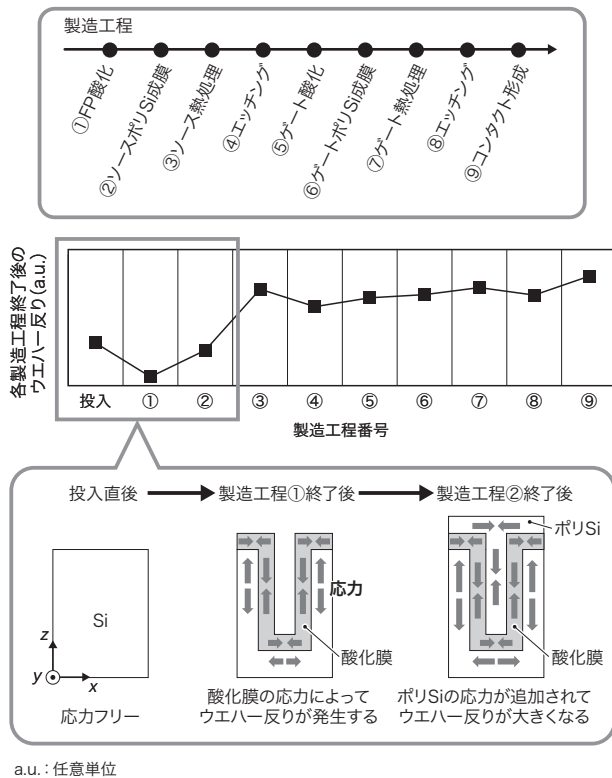 製造工程
①FP酸化
②ソースポリSi成膜
③ソース熱処理
④エッチング
⑤ゲート酸化
⑥ゲートポリSi成膜
⑦ゲート熱処理
⑧エッチング
⑨コンタクト形成
各製造工程終了後の
ウエハー反り(a.u.)
投入 ① ② ③ ④ ⑤ ⑥ ⑦ ⑧ ⑨
製造工程番号
投入直後 製造工程①終了後 製造工程②終了後
ポリSi
Si
応力
z
y x
酸化膜 酸化膜
応力フリー
酸化膜の応力によって
ウエハー反りが発生する
ポリSiの応力が追加されて
ウエハー反りが大きくなる
a.u.：任意単位